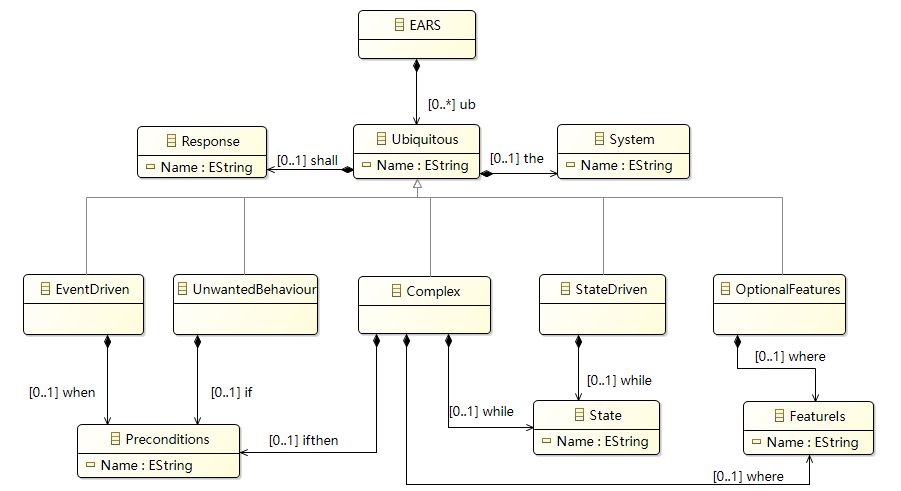 EARS
[0..*] ub
Response
Name : EString
[0..1] shall
Ubiquitous
Name : EString
[0..1] the
System
Name : EString
EventDriven
UnwantedBehaviour
Complex
StateDriven
OptionalFeatures
[0..1] when
[0..1] if
[0..1] ifthen
[0..1] while
[0..1] while
[0..1] where
Preconditions
Name : EString
State
Name : EString
FeatureIs
Name : EString
[0..1] where